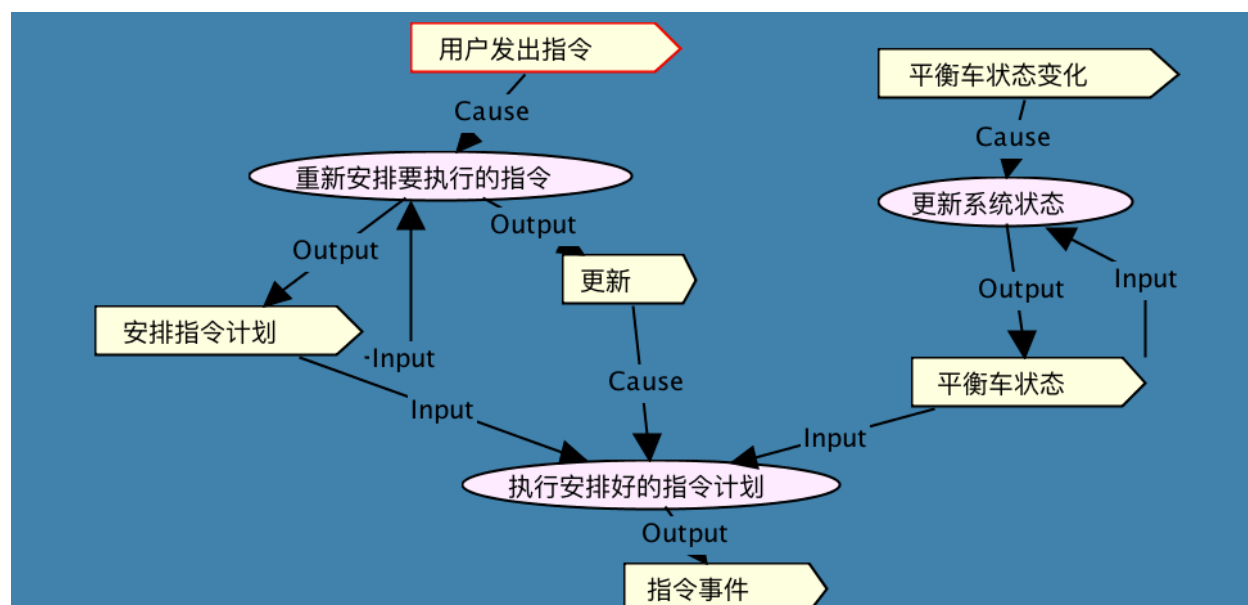 用户发出指令
平衡车状态变化
Cause
Cause
重新安排要执行的指令
更新系统状态
Output
Output
更新
Output
Input
安排指令计划
Input
平衡车状态
Cause
Input
Input
执行安排好的指令计划
Output
指令事件